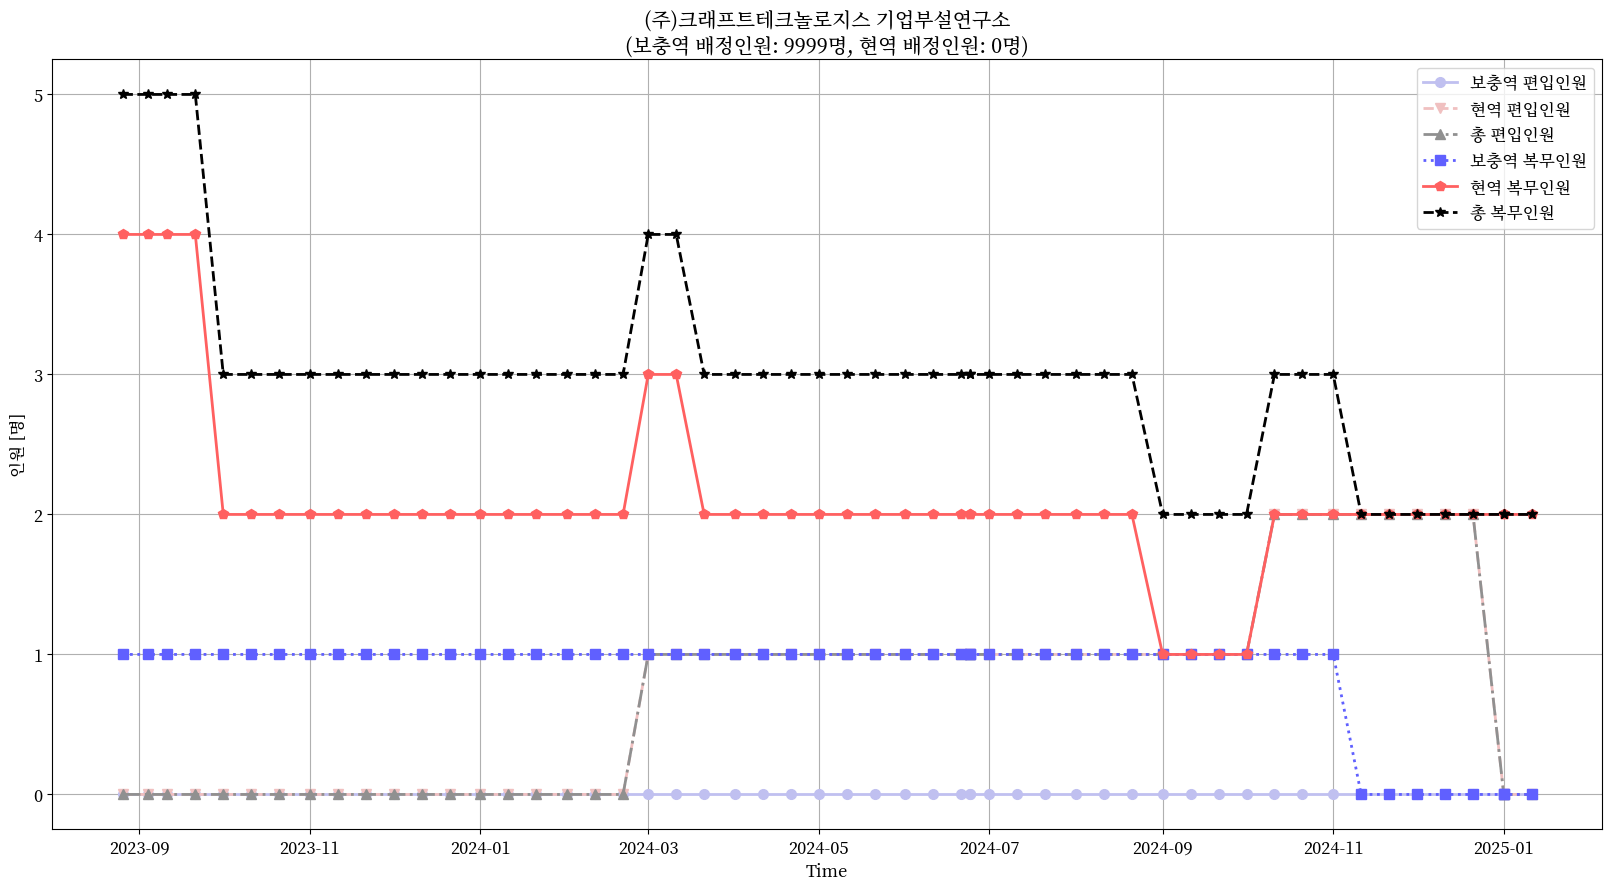 (주)크래프트테크놀로지스 기업부설연구소
(보충역 배정인원: 9999명, 현역 배정인원: 0명)
보충역 편입인원
현역 편입인원
총 편입인원
보충역 복무인원
현역 복무인원
총 복무인원
인원 [명]
5
4
3
2
1
0
2023-09 2023-11 2024-01 2024-03 2024-05 2024-07 2024-09 2024-11 2025-01
Time